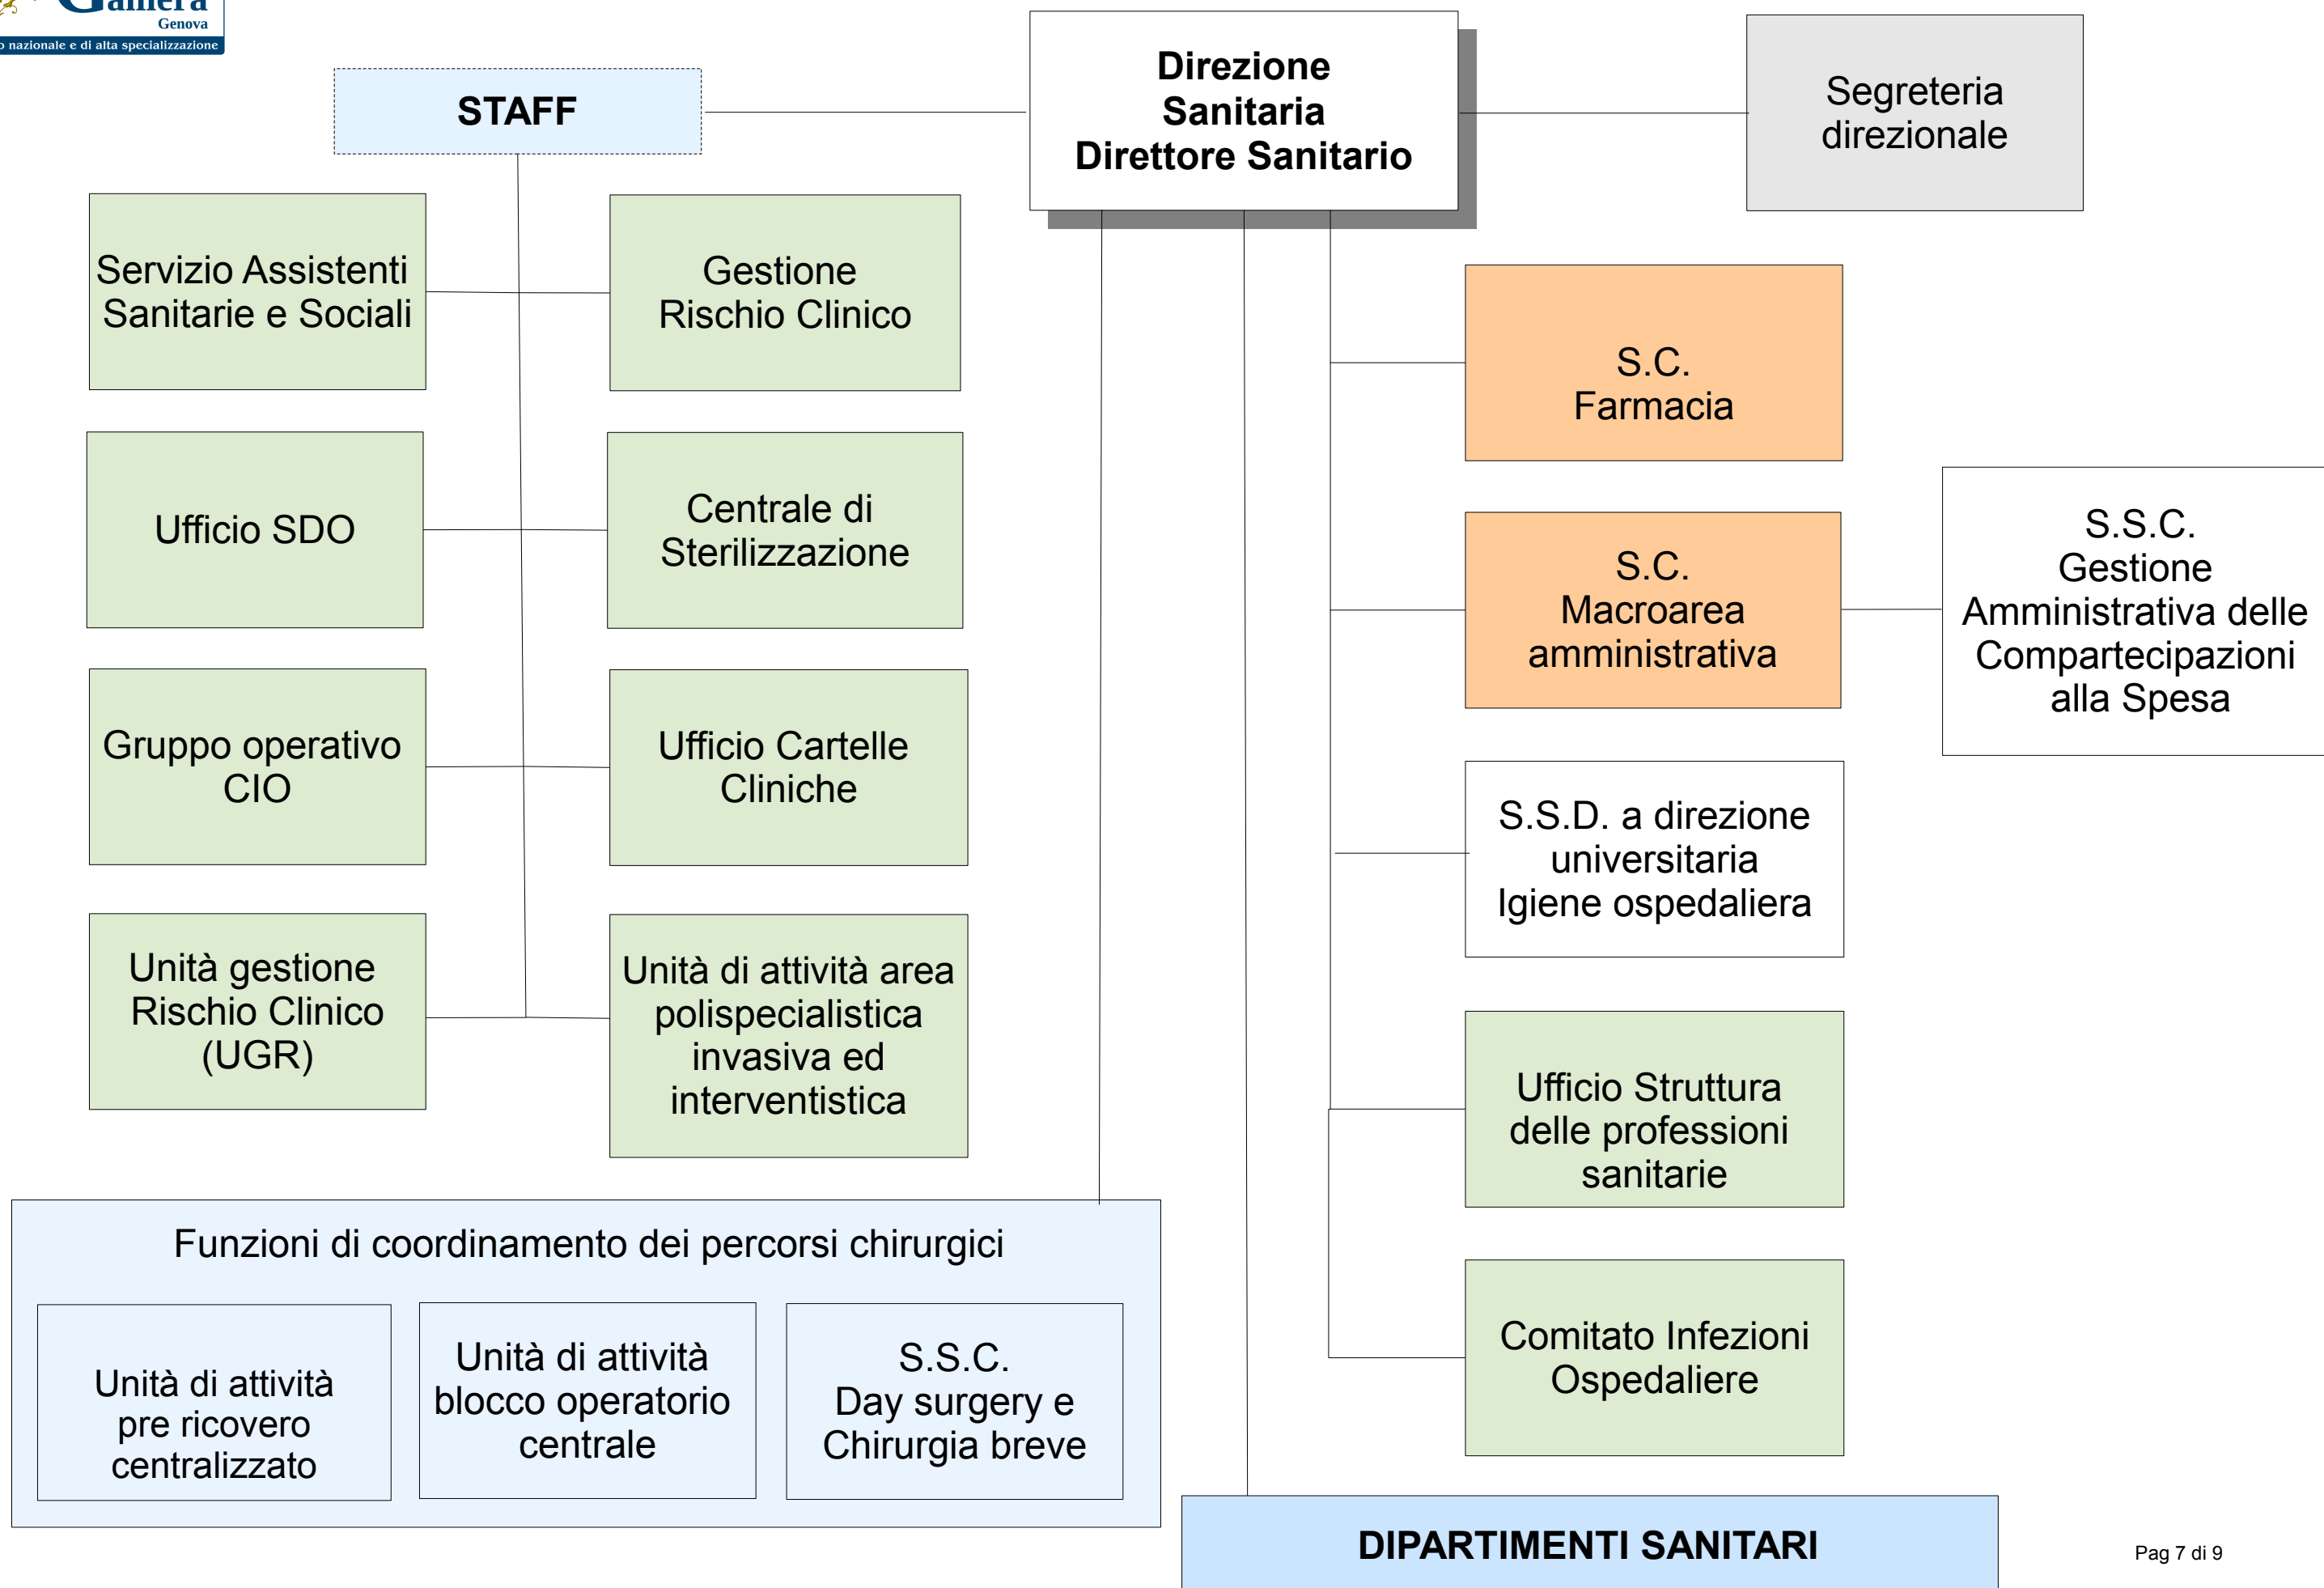 Genova
o nazionale e di alta specializzazione
STAFF
Direzione
Sanitaria
Direttore Sanitario
Segreteria
direzionale
Servizio Assistenti
Sanitarie e Sociali
Gestione
Rischio Clinico
Ufficio SDO
Centrale di
Sterilizzazione
Gruppo operativo
CIO
Ufficio Cartelle
Cliniche
Unità gestione
Rischio Clinico
(UGR)
Unità di attività area
polispecialistica
invasiva ed
interventistica
S.C.
Farmacia
S.C.
Macroarea
amministrativa
S.S.C.
Gestione
Amministrativa delle
Compartecipazioni
alla Spesa
S.S.D. a direzione
universitaria
Igiene ospedaliera
Ufficio Struttura
delle professioni
sanitarie
Comitato Infezioni
Ospedaliere
Funzioni di coordinamento dei percorsi chirurgici
Unità di attività
pre ricovero
centralizzato
Unità di attività
blocco operatorio
centrale
S.S.C.
Day surgery e
Chirurgia breve
DIPARTIMENTI SANITARI
Pag 7 di 9